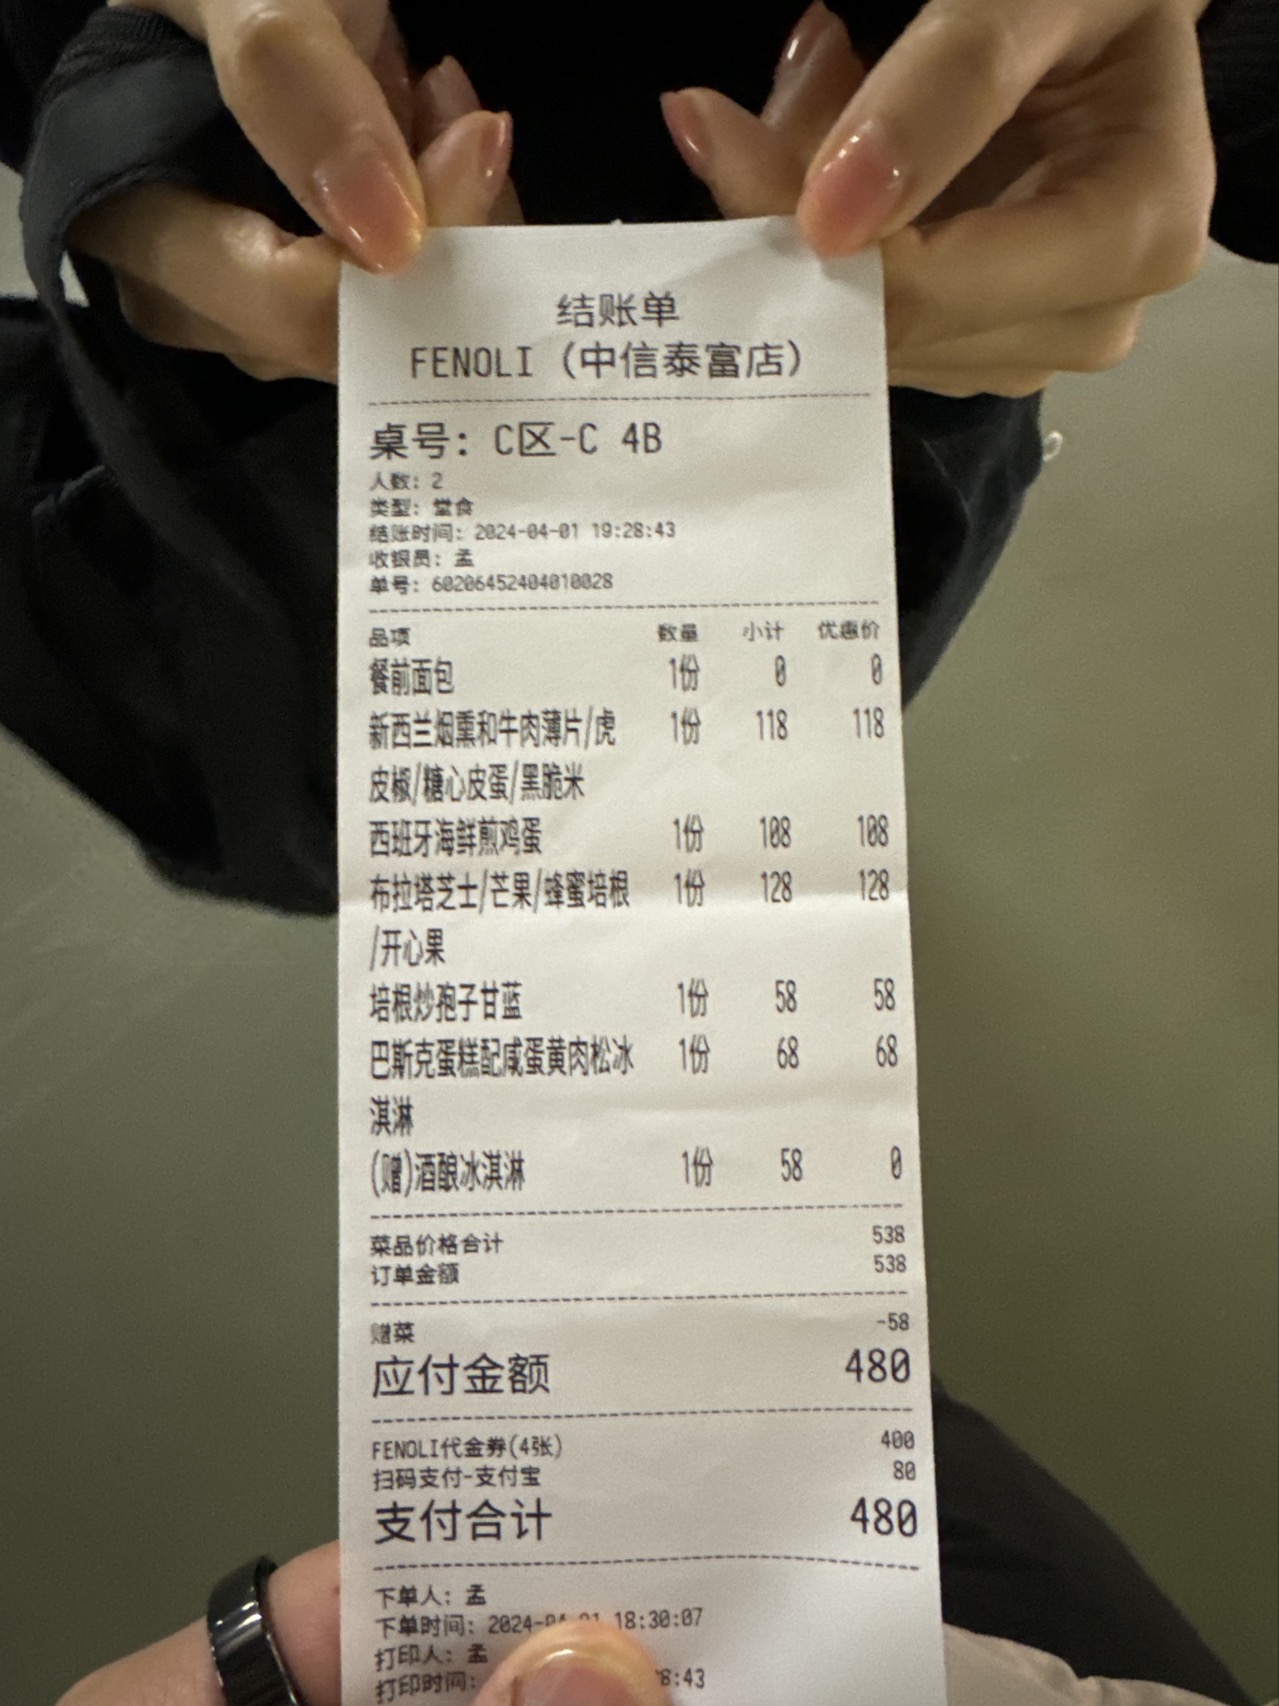 结账单
FENOLI (中信泰富店)
桌号: C区-C 4B
人数: 2
类型: 堂食
结账时间: 2024-04-01 19:28:43
收银员: 孟
单号: 60206452404010028
品项 数量 小计 优惠价
餐前面包 1份 0 0
新西兰烟熏和牛肉薄片/虎 1份 118 118
皮椒/糖心皮蛋/黑脆米
西班牙海鲜煎鸡蛋 1份 108 108
布拉塔芝士/芒果/蜂蜜培根 1份 128 128
/开心果
培根炒孢子甘蓝 1份 58 58
巴斯克蛋糕配咸蛋黄肉松冰 1份 68 68
淇淋
(赠)酒酿冰淇淋 1份 58 0
菜品价格合计 538
订单金额 538
赠菜 -58
应付金额 480
FENOLI代金券(4张) 400
扫码支付-支付宝 80
支付合计 480
下单人: 孟
下单时间: 2024-04-01 18:30:07
打印人: 孟
打印时间: 8:43